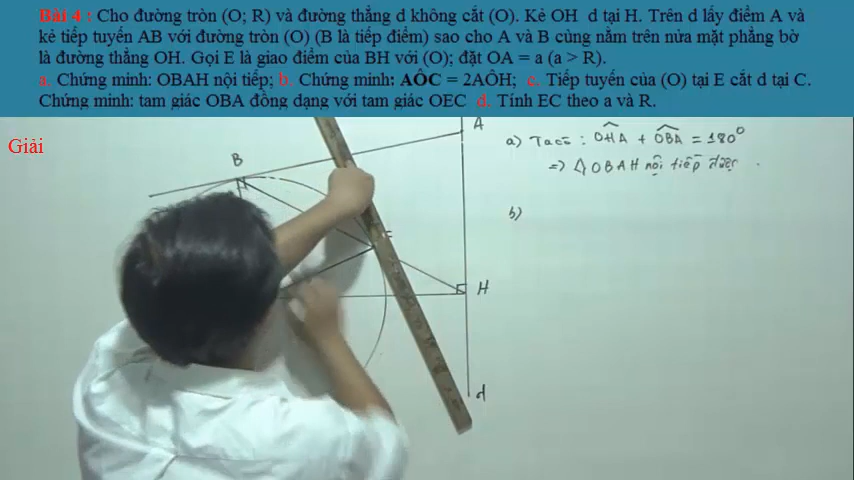 Bài 4 : Cho đường tròn (O; R) và đường thẳng d không cắt (O). Kẻ OH d tại H. Trên d lấy điểm A và
kẻ tiếp tuyến AB với đường tròn (O) (B là tiếp điểm) sao cho A và B cùng nằm trên nửa mặt phẳng bờ
là đường thẳng OH. Gọi E là giao điểm của BH với (O); đặt OA = a (a > R).
a. Chứng minh: OBAH nội tiếp; b. Chứng minh: AÔC = 2AÔH; c. Tiếp tuyến của (O) tại E cắt d tại C.
Chứng minh: tam giác OBA đồng dạng với tam giác OEC d. Tính EC theo a và R.
Giải
A
B
a) Ta có : OHA + OBA = 180°
=> OBAH nội tiếp được
b)
H
d